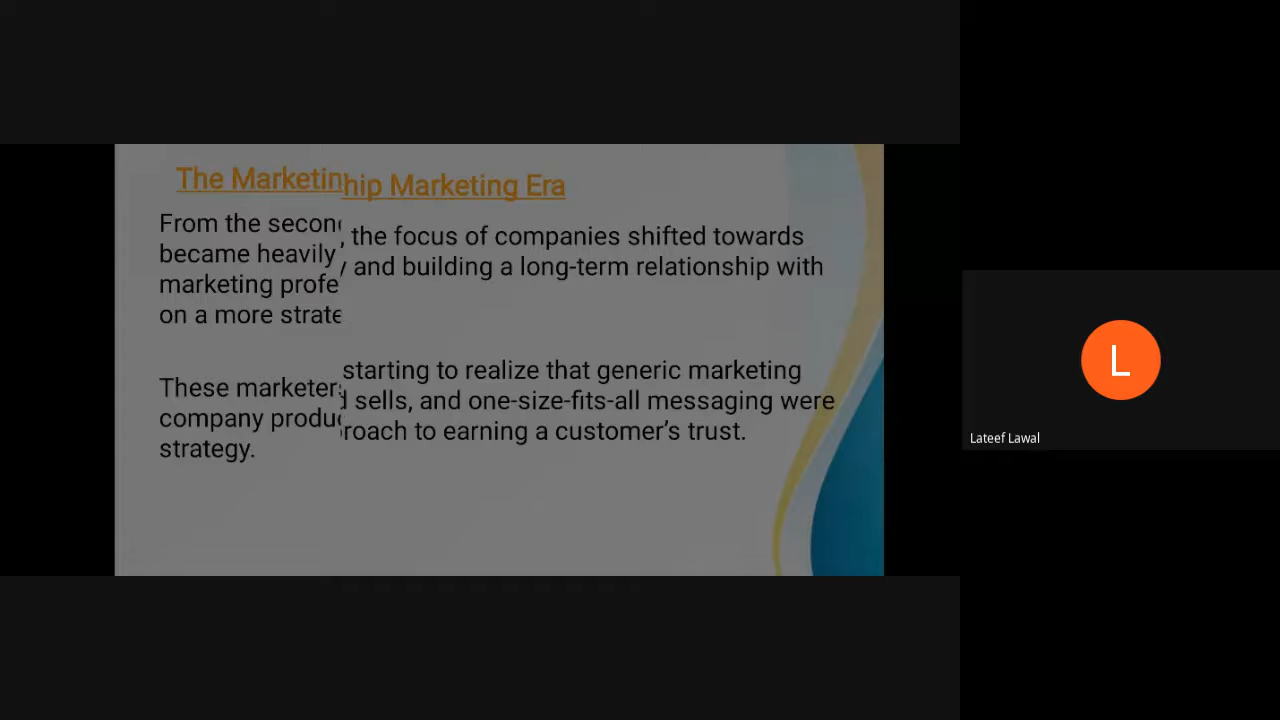 The Marketin
hip Marketing Era
From the secon
became heavily
marketing profe
on a more strate
the focus of companies shifted towards
and building a long-term relationship with
These marketer
company produ
strategy.
starting to realize that generic marketing
sells, and one-size-fits-all messaging were
roach to earning a customer's trust.
L
Lateef Lawal